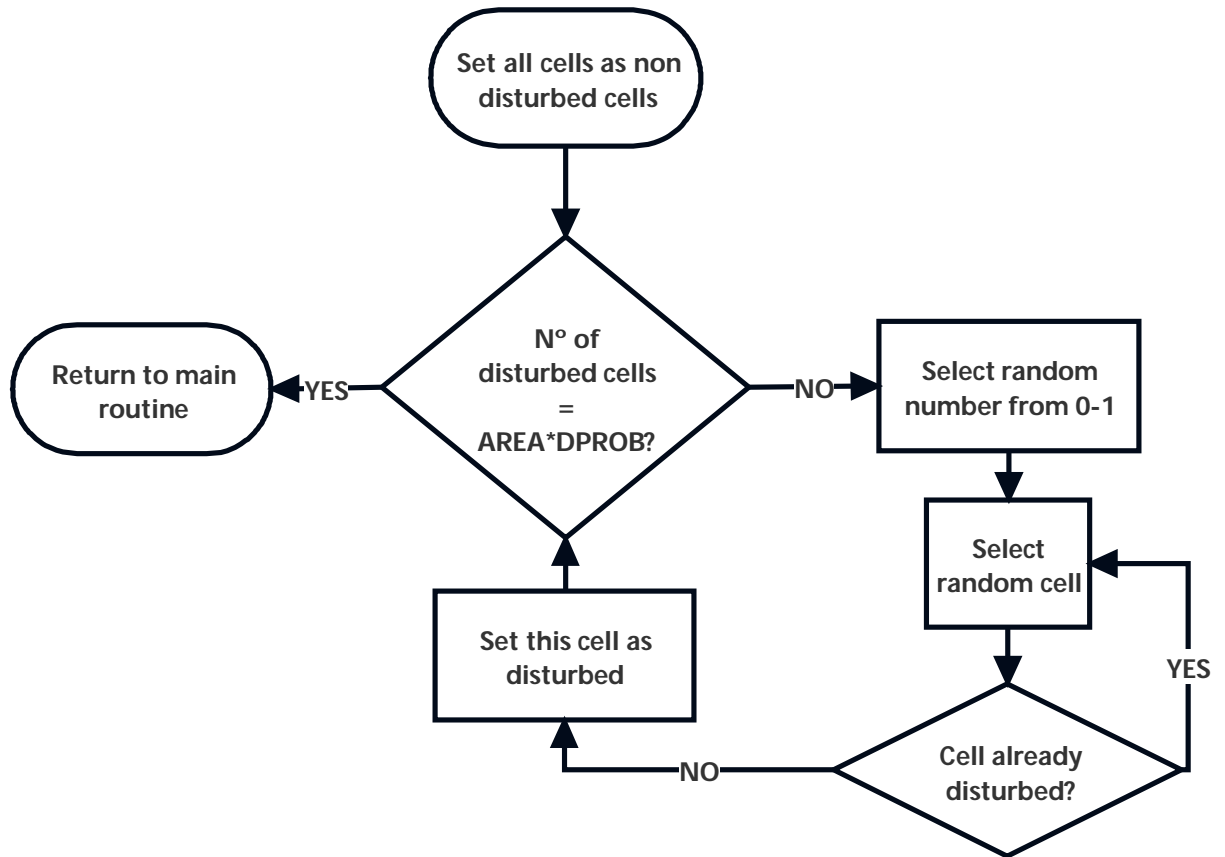 Set all cells as non
disturbed cells
Nº of
disturbed cells
=
AREA*DPROB?
YES
Return to main
routine
NO
Select random
number from 0-1
Select
random cell
YES
Cell already
disturbed?
NO
Set this cell as
disturbed